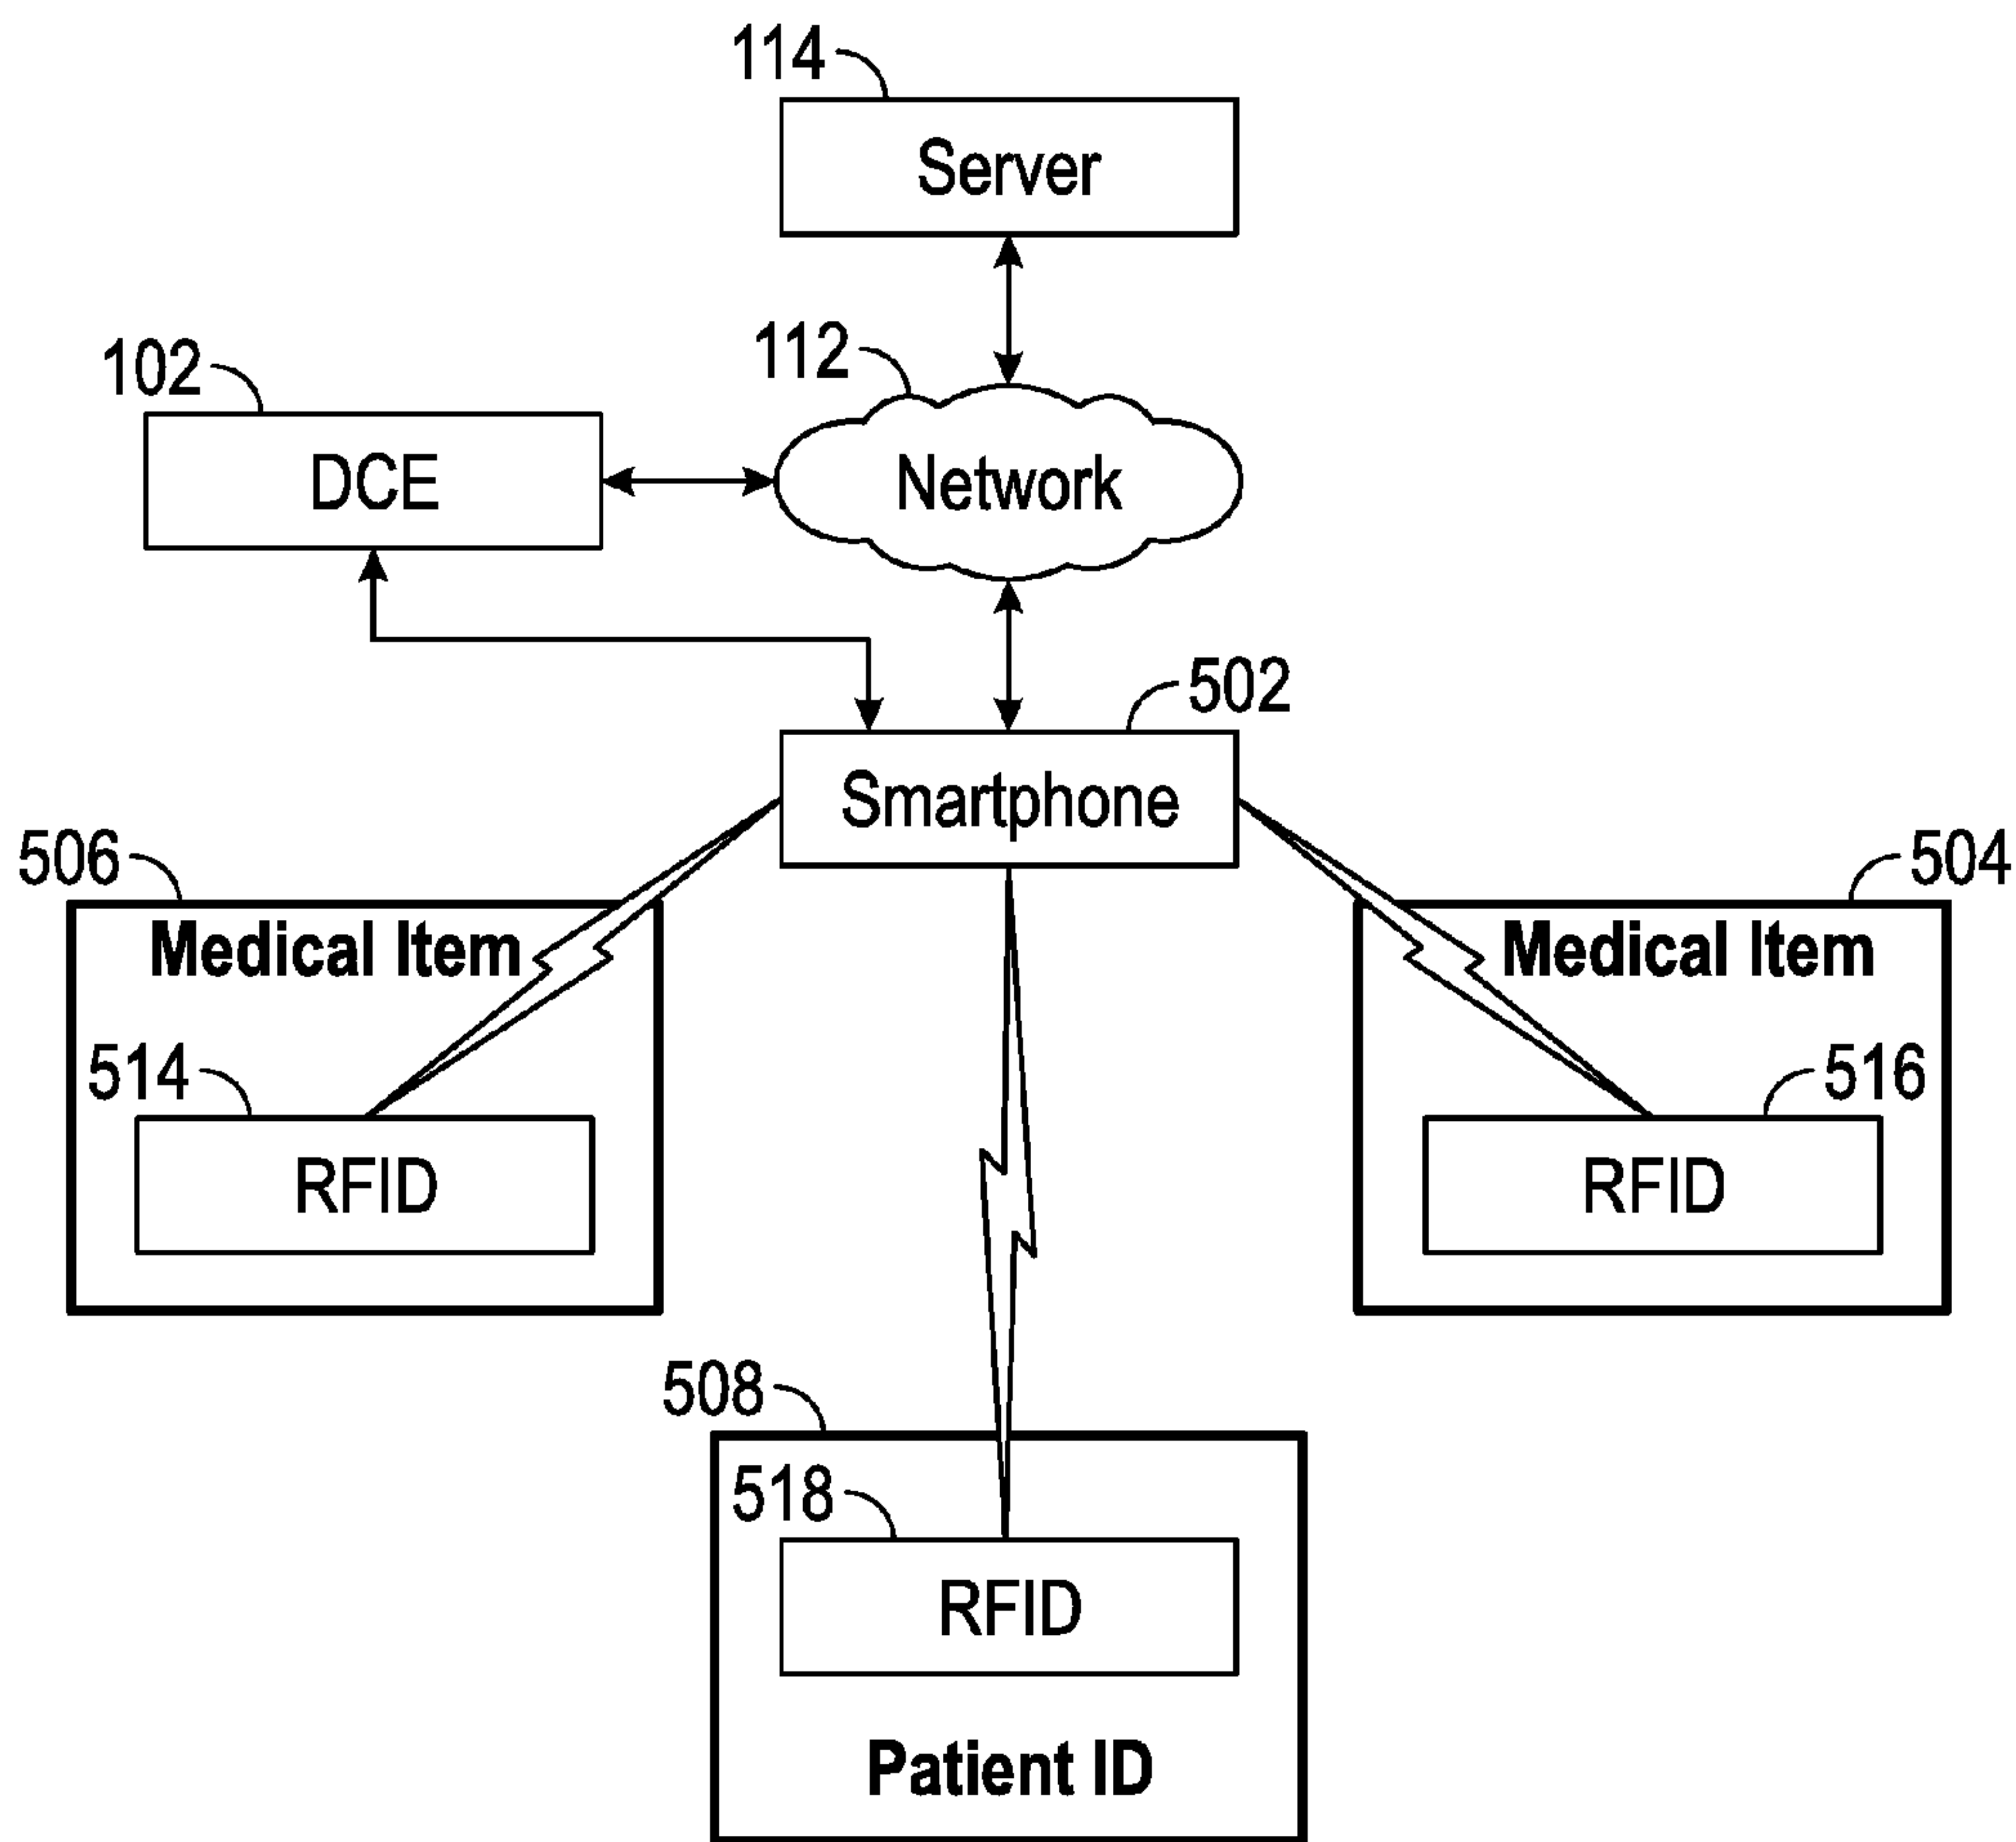 114
Server
112
102
DCE
Network
502
Smartphone
506
504
Medical Item
Medical Item
514
516
RFID
RFID
508
518
RFID
Patient ID